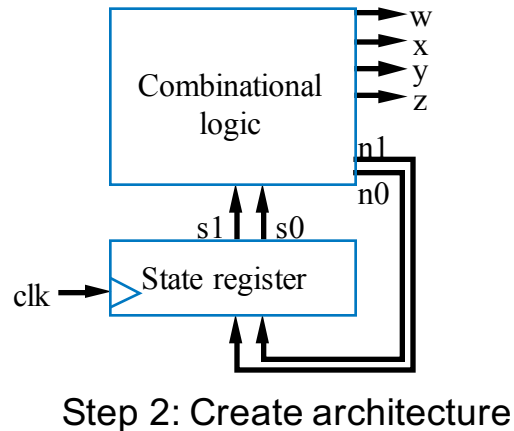 w
x
Combinational
logic
y
z
n1
n0
s1 s0
State register
clk
Step 2: Create architecture